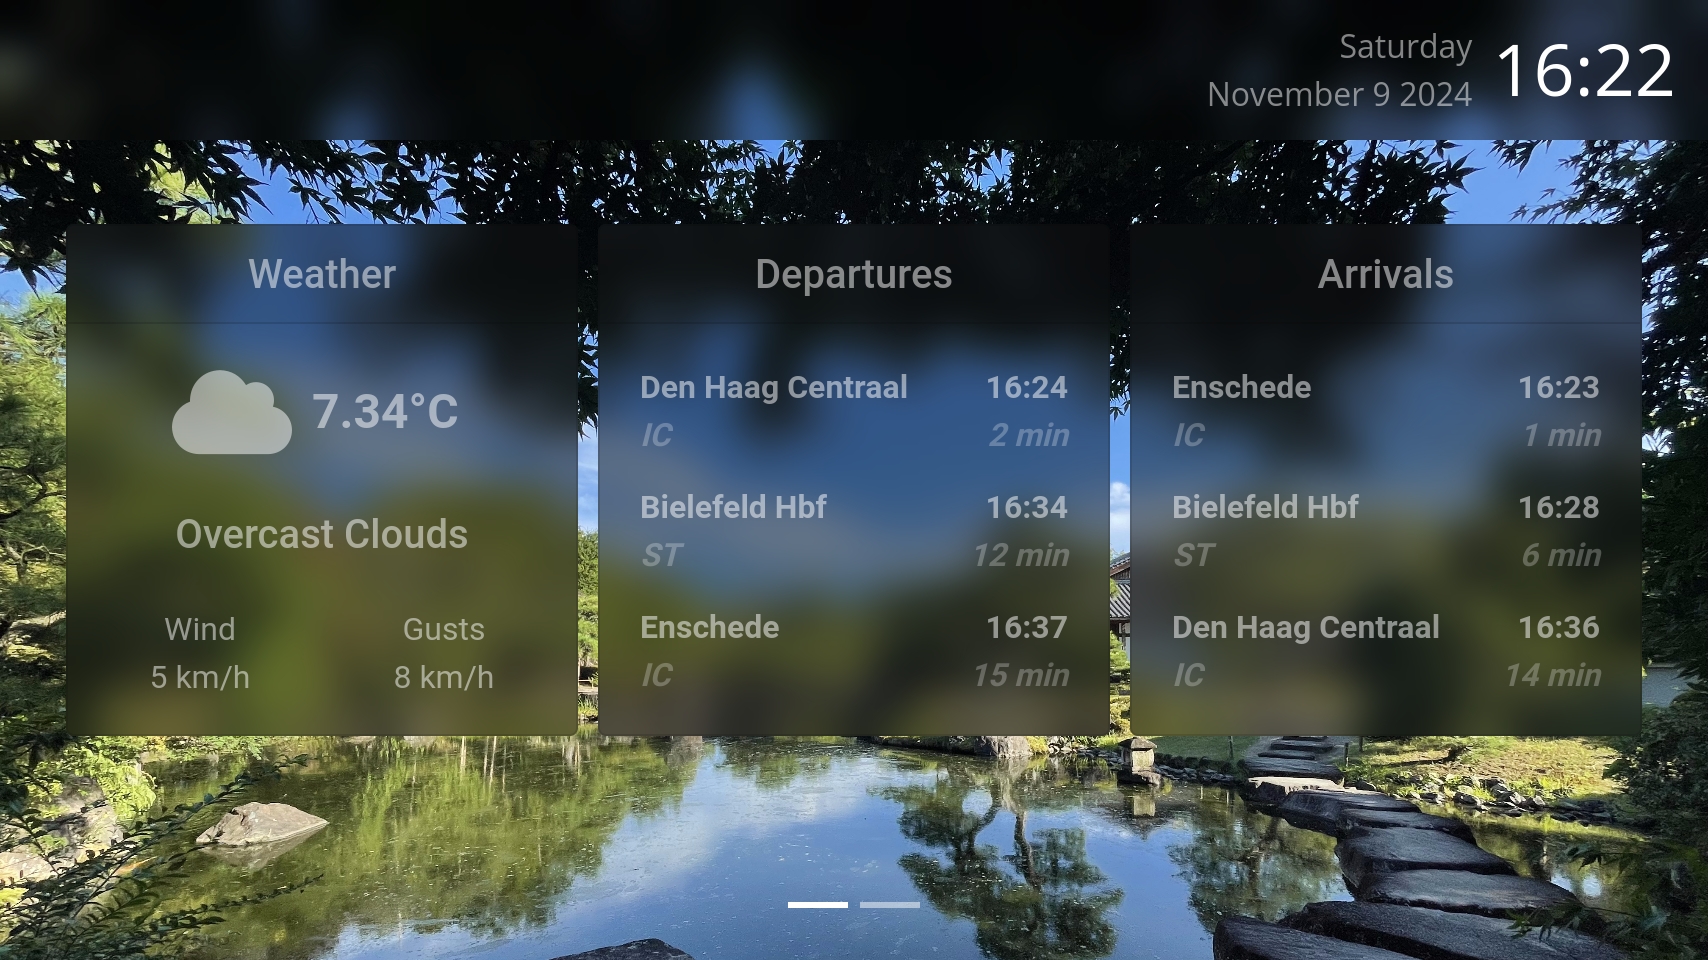 Saturday
November 9 2024
16:22
Weather
7.34°C
Overcast Clouds
Wind Gusts
5 km/h 8 km/h
Departures
Den Haag Centraal 16:24
IC 2 min
Bielefeld Hbf 16:34
ST 12 min
Enschede 16:37
IC 15 min
Arrivals
Enschede 16:23
IC 1 min
Bielefeld Hbf 16:28
ST 6 min
Den Haag Centraal 16:36
IC 14 min